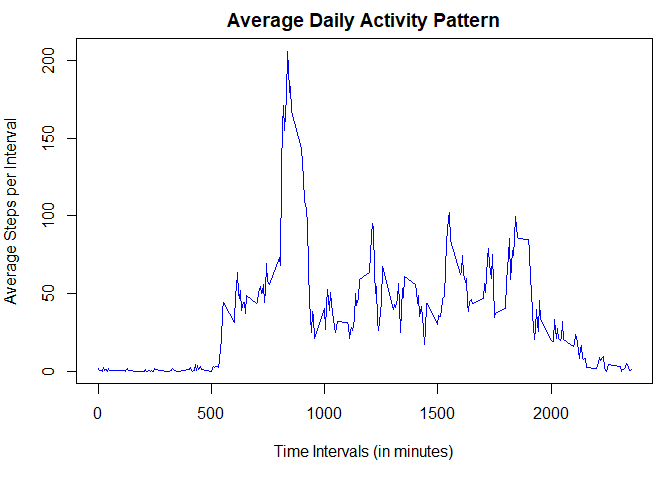 Average Daily Activity Pattern
Average Steps per Interval
200
150
100
50
0
0 500 1000 1500 2000
Time Intervals (in minutes)